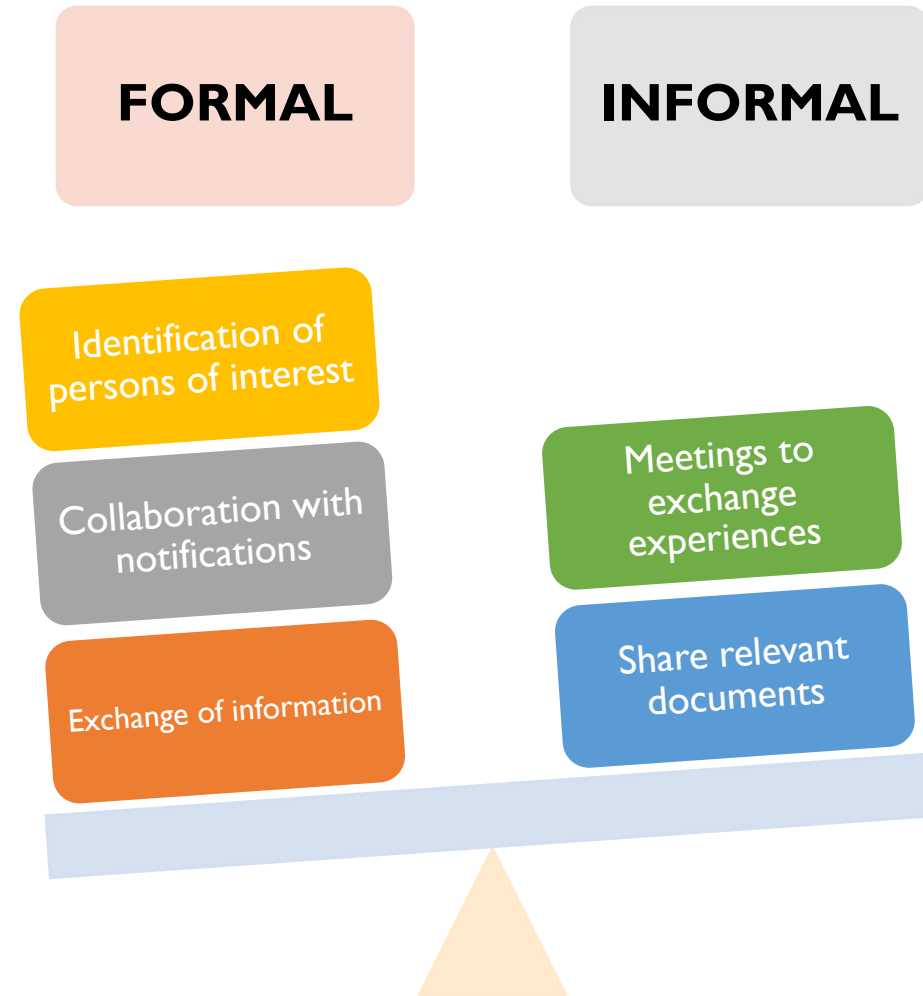 FORMAL
INFORMAL
Identification of
persons of interest
Collaboration with
notifications
Exchange of information
Meetings to
exchange
experiences
Share relevant
documents